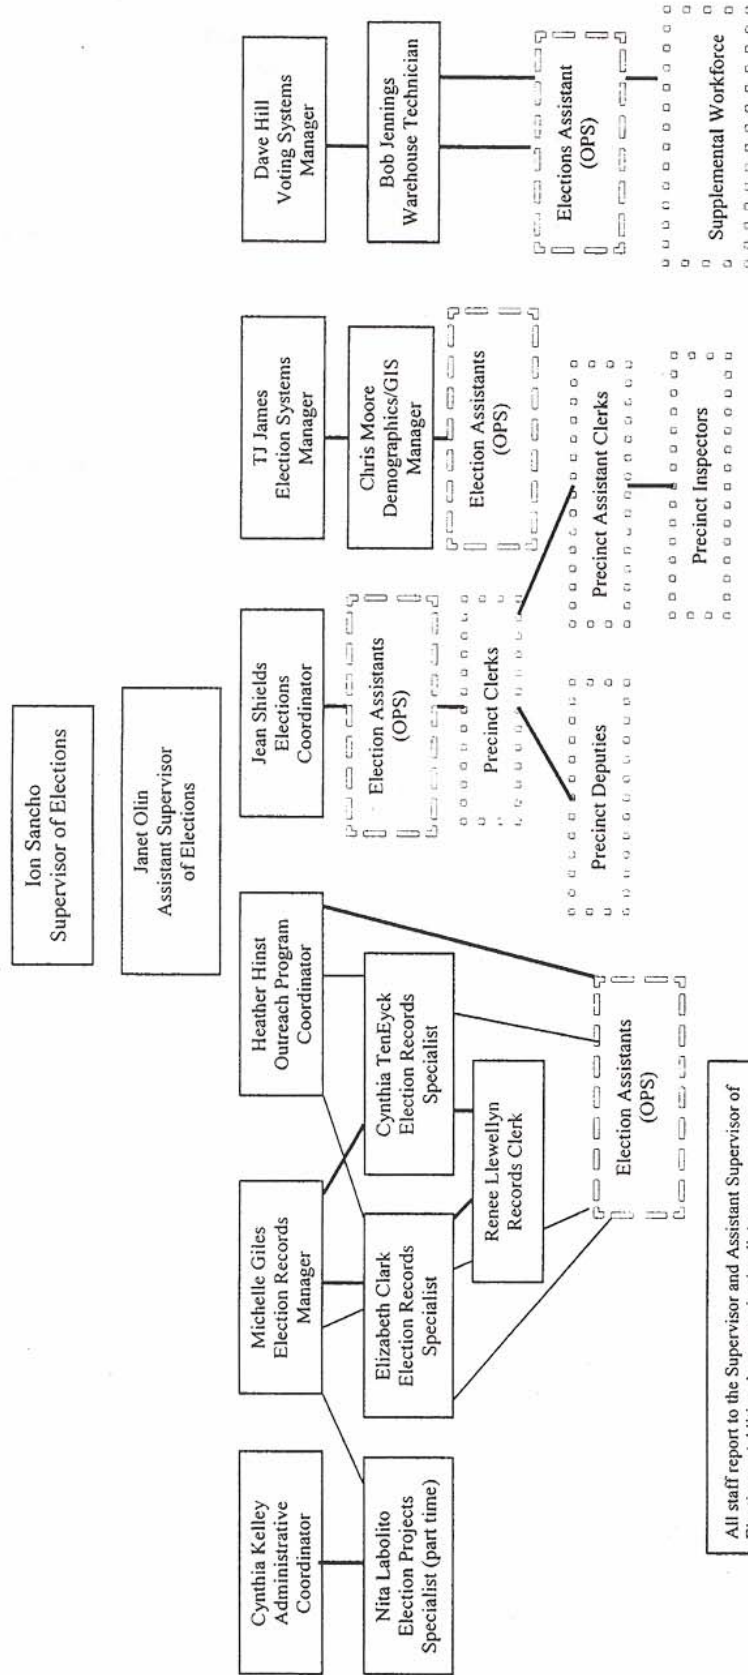 Ion Sancho
Supervisor of Elections
Janet Olin
Assistant Supervisor
of Elections
Cynthia Kelley
Administrative
Coordinator
Michelle Giles
Election Records
Manager
Heather Hinst
Outreach Program
Coordinator
Jean Shields
Elections
Coordinator
TJ James
Election Systems
Manager
Dave Hill
Voting Systems
Manager
Nita Labolito
Election Projects
Specialist (part time)
Elizabeth Clark
Election Records
Specialist
Cynthia TenEyck
Election Records
Specialist
Election Assistants
(OPS)
Chris Moore
Demographics/GIS
Manager
Bob Jennings
Warehouse Technician
Renee Llewellyn
Records Clerk
Precinct Clerks
Election Assistants
(OPS)
Elections Assistant
(OPS)
Election Assistants
(OPS)
Precinct Deputies
Precinct Assistant Clerks
Supplemental Workforce
Precinct Inspectors
All staff report to the Supervisor and Assistant Supervisor of